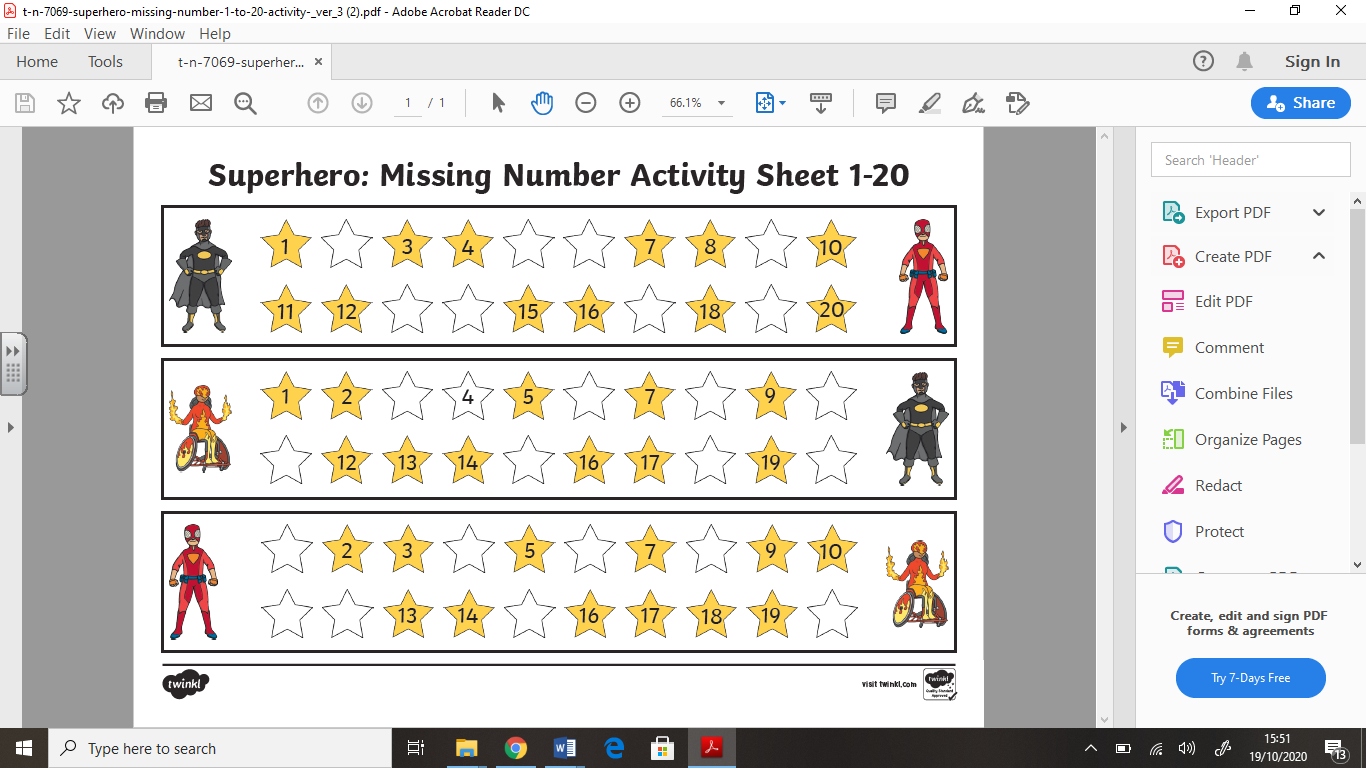 t-n-7069-superhero-missing-number-1-to-20-activity-_ver_3 (2).pdf - Adobe Acrobat Reader DC
File Edit View Window Help
Home Tools t-n-7069-superher... × Sign In
1 / 1 66.1% Share
Superhero: Missing Number Activity Sheet 1-20
1 3 4 7 8 10
11 12 15 16 18 20
1 2 4 5 7 9
12 13 14 16 17 19
2 3 5 7 9 10
13 14 16 17 18 19
twinkl
visit twinkl.com
twinkl
Quality Standard
Approved
Search 'Header'
Export PDF
Create PDF
Edit PDF
Comment
Combine Files
Organize Pages
Redact
Protect
Create, edit and sign PDF
forms & agreements
Try 7-Days Free
Type here to search
15:51
19/10/2020
13